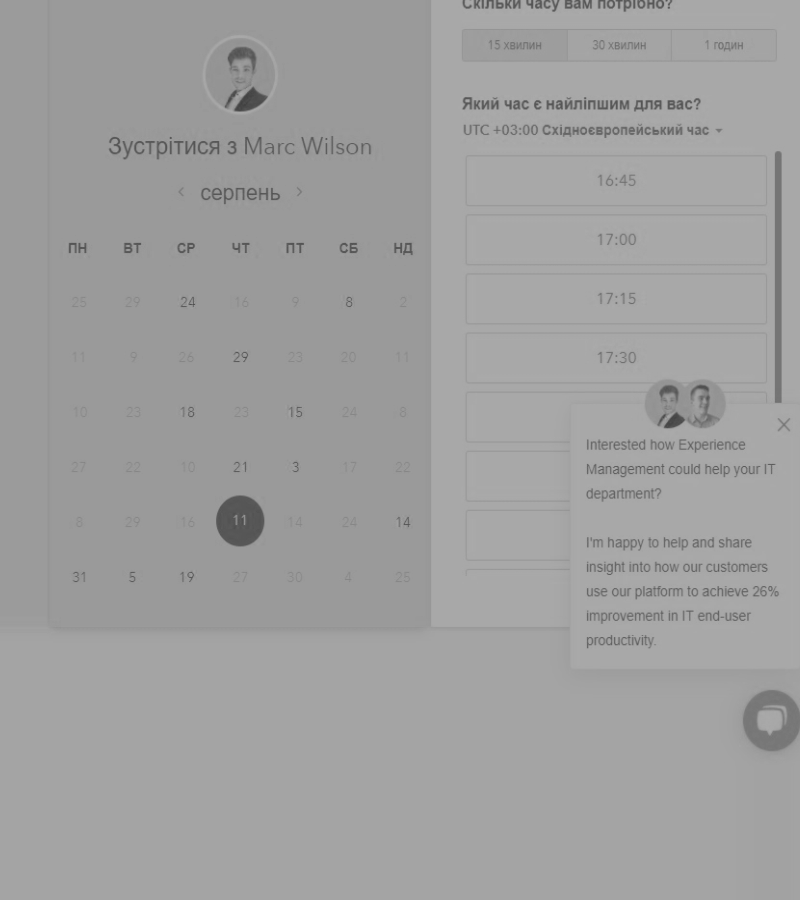 Зустрітися з Marc Wilson
серпень
ПН ВТ СР ЧТ ПТ СБ НД
25 29 24 16 9 8 2
11 9 26 29 23 20 11
10 23 18 23 15 24 8
27 22 10 21 3 17 22
8 29 16 11 14 24 14
31 5 19 27 30 4 25
Скільки часу вам потрібно?
15 хвилин 30 хвилин 1 годин
Який час є найліпшим для вас?
UTC +03:00 Східноєвропейський час
16:45
17:00
17:15
17:30
Interested how Experience
Management could help your IT
department?
I'm happy to help and share
insight into how our customers
use our platform to achieve 26%
improvement in IT end-user
productivity.